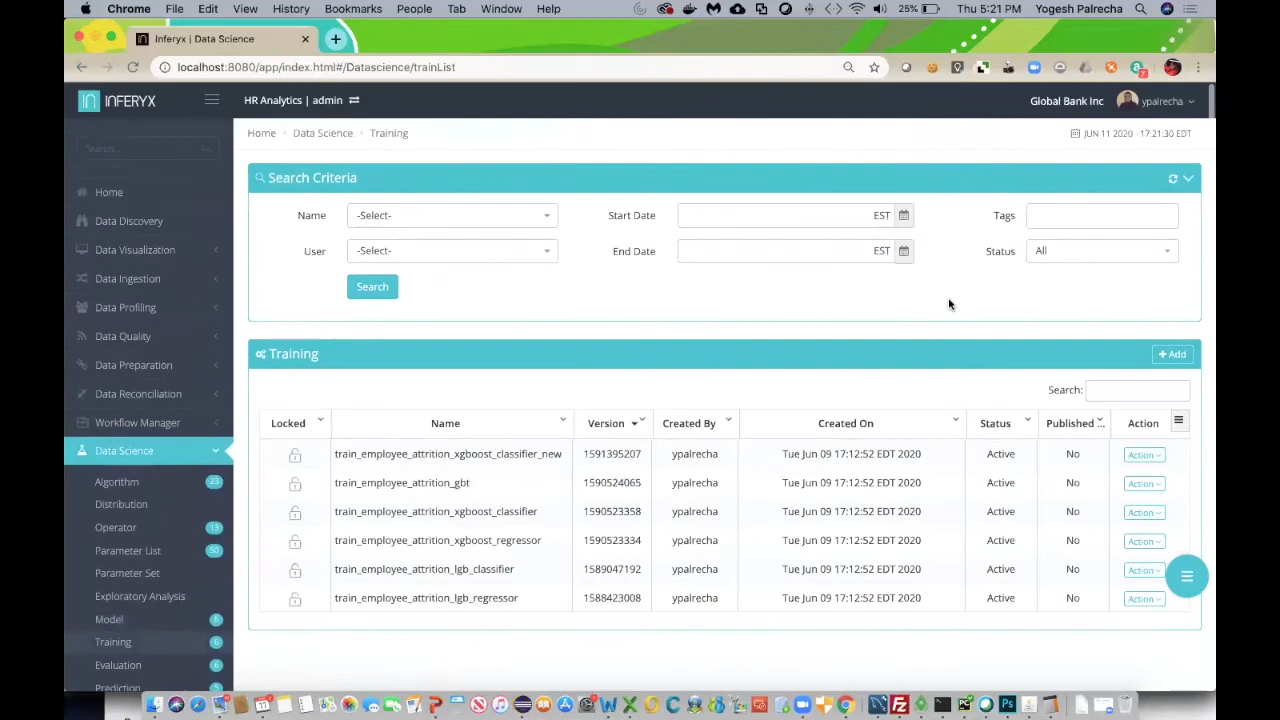 Chrome File Edit View History Bookmarks People Tab Window Help 25% Thu 5:21 PM Yogesh Palrecha
Inferyx | Data Science
localhost:8080/app/index.html#/Datascience/trainList
INFERYX HR Analytics | admin Global Bank Inc ypalrecha
Home Data Science Training JUN 11 2020 - 17:21:30 EDT
Search...
Home
Data Discovery
Data Visualization
Data Ingestion
Data Profiling
Data Quality
Data Preparation
Data Reconciliation
Workflow Manager
Data Science
Algorithm 23
Distribution
Operator 13
Parameter List 50
Parameter Set
Exploratory Analysis
Model 6
Training 6
Evaluation 6
Prediction 5
Search Criteria
Name -Select- Start Date EST Tags
User -Select- End Date EST Status All
Search
Training + Add
Search:
Locked Name Version Created By Created On Status Published ... Action
train_employee_attrition_xgboost_classifier_new 1591395207 ypalrecha Tue Jun 09 17:12:52 EDT 2020 Active No Action
train_employee_attrition_gbt 1590524065 ypalrecha Tue Jun 09 17:12:52 EDT 2020 Active No Action
train_employee_attrition_xgboost_classifier 1590523358 ypalrecha Tue Jun 09 17:12:52 EDT 2020 Active No Action
train_employee_attrition_xgboost_regressor 1590523334 ypalrecha Tue Jun 09 17:12:52 EDT 2020 Active No Action
train_employee_attrition_lgb_classifier 1589047192 ypalrecha Tue Jun 09 17:12:52 EDT 2020 Active No Action
train_employee_attrition_lgb_regressor 1588423008 ypalrecha Tue Jun 09 17:12:52 EDT 2020 Active No Action